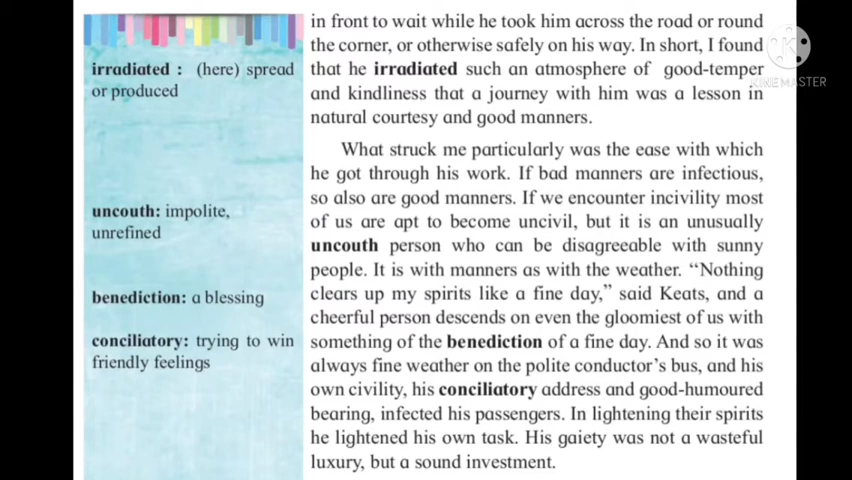 irradiated : (here) spread
or produced
uncouth: impolite,
unrefined
benediction: a blessing
conciliatory: trying to win
friendly feelings
in front to wait while he took him across the road or round
the corner, or otherwise safely on his way. In short, I found
that he irradiated such an atmosphere of good-temper
and kindliness that a journey with him was a lesson in
natural courtesy and good manners.
What struck me particularly was the ease with which
he got through his work. If bad manners are infectious,
so also are good manners. If we encounter incivility most
of us are apt to become uncivil, but it is an unusually
uncouth person who can be disagreeable with sunny
people. It is with manners as with the weather. “Nothing
clears up my spirits like a fine day,” said Keats, and a
cheerful person descends on even the gloomiest of us with
something of the benediction of a fine day. And so it was
always fine weather on the polite conductor’s bus, and his
own civility, his conciliatory address and good-humoured
bearing, infected his passengers. In lightening their spirits
he lightened his own task. His gaiety was not a wasteful
luxury, but a sound investment.
KINEMASTER